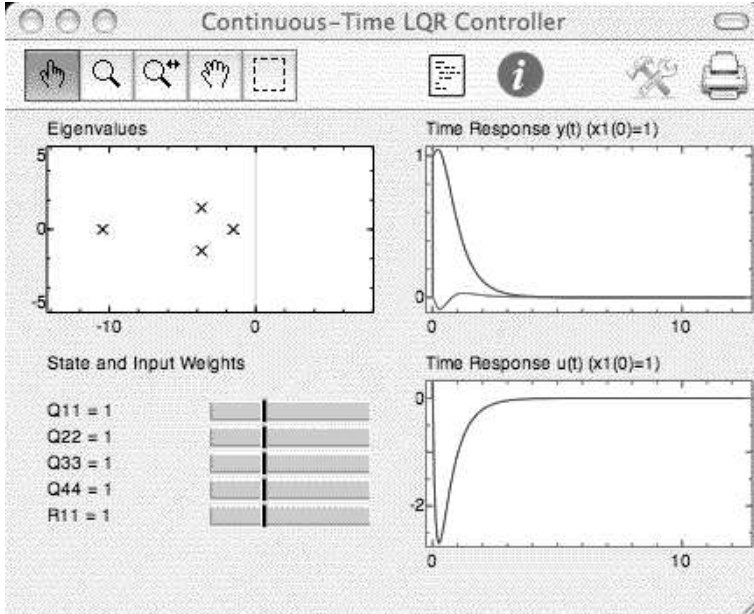 Continuous-Time LQR Controller
Eigenvalues
5
0
-5
-10
0
Time Response y(t) (x1(0)=1)
1
0
0
10
State and Input Weights
Q11 = 1
Q22 = 1
Q33 = 1
Q44 = 1
R11 = 1
Time Response u(t) (x1(0)=1)
0
-2
0
10